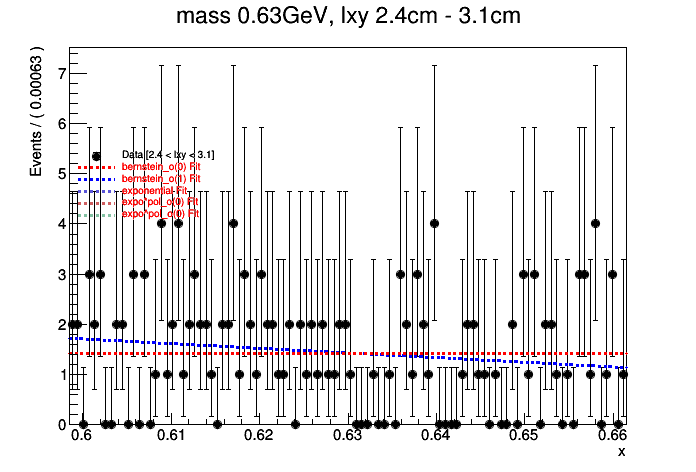 mass 0.63GeV, lxy 2.4cm - 3.1cm
Events / ( 0.00063 )
7
6
5
4
3
2
1
0
Data [2.4 < lxy < 3.1]
bernstein_o(0) Fit
bernstein_o(1) Fit
exponential Fit
expo*pol_o(0) Fit
expo*pol_o(0) Fit
0.6 0.61 0.62 0.63 0.64 0.65 0.66
x